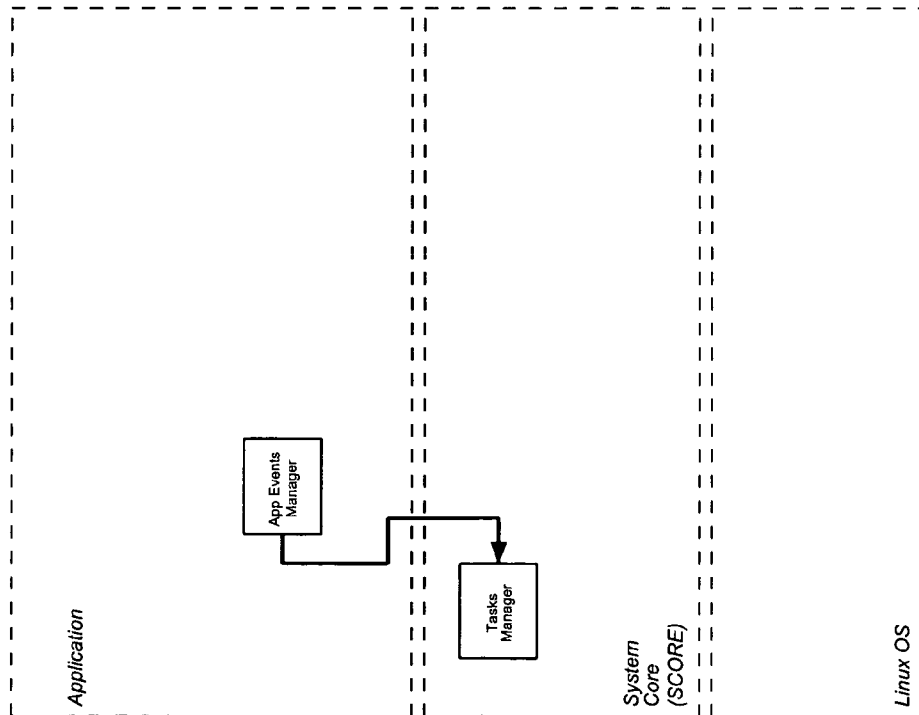 Application
App Events
Manager
Tasks
Manager
System
Core
(SCORE)
Linux OS